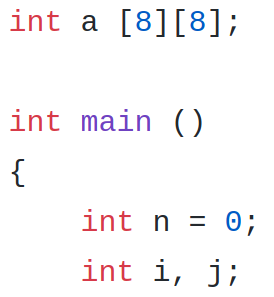 int a [8][8];
int main ()
{
    int n = 0;
    int i, j;